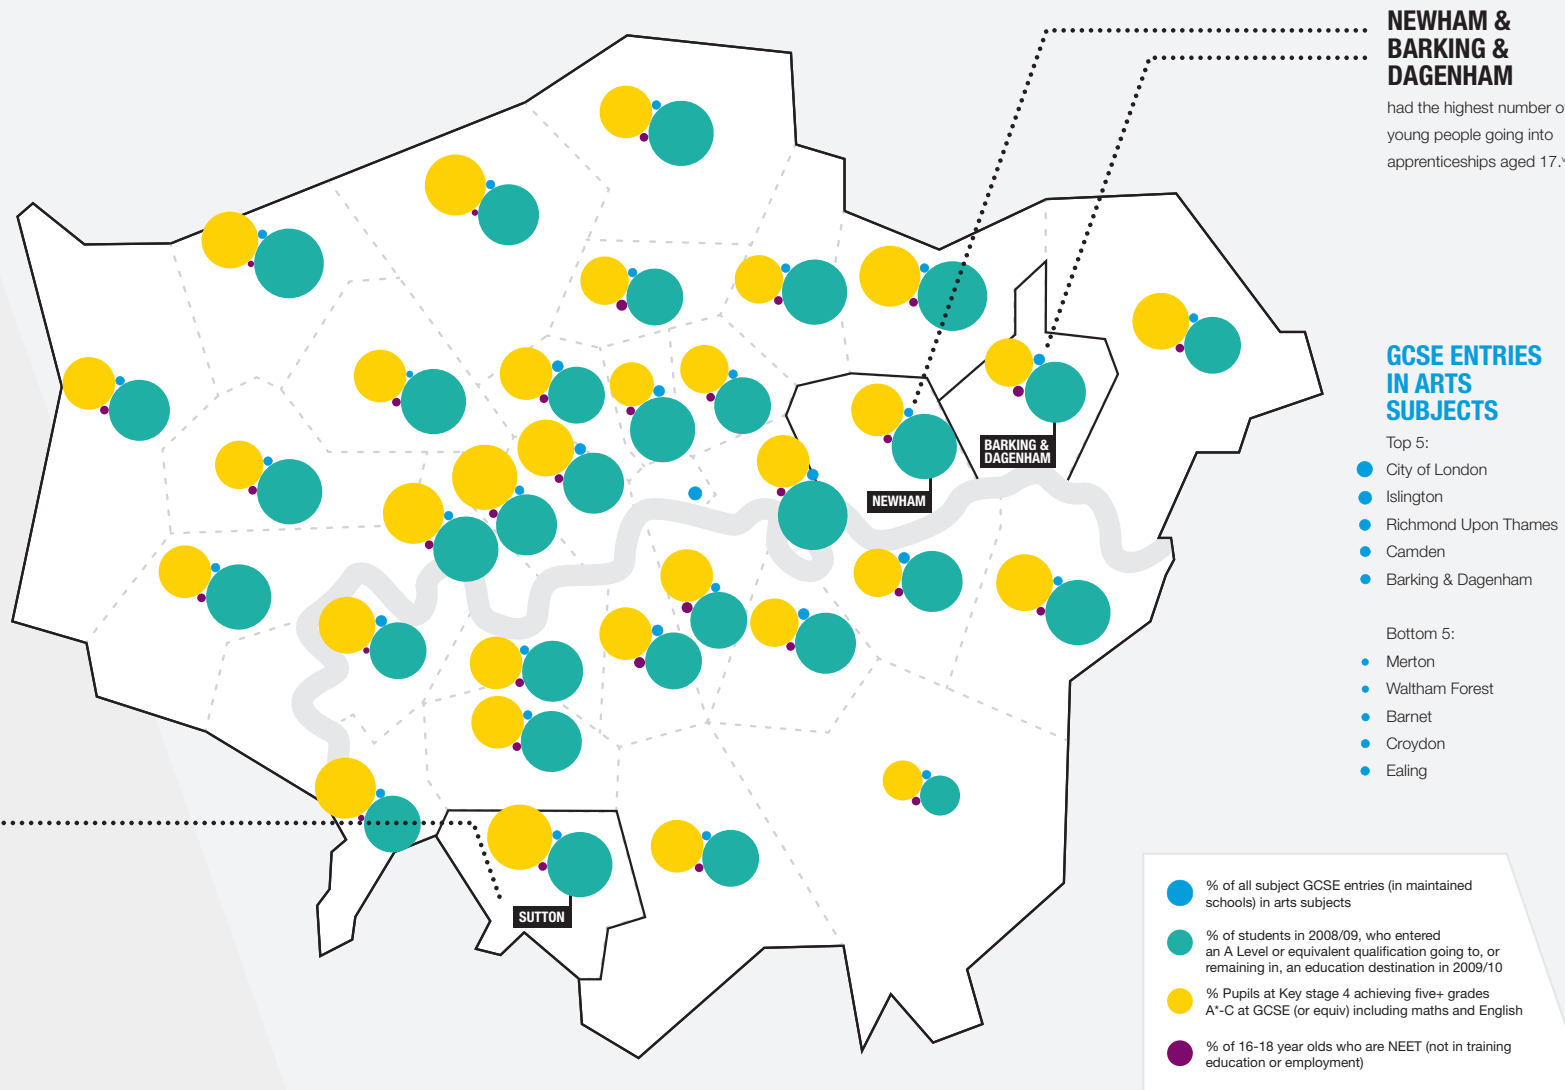 NEWHAM &
BARKING &
DAGENHAM
had the highest number o
young people going into
apprenticeships aged 17.
GCSE ENTRIES
IN ARTS
SUBJECTS
Top 5:
City of London
Islington
Richmond Upon Thames
Camden
Barking & Dagenham
Bottom 5:
Merton
Waltham Forest
Barnet
Croydon
Ealing
BARKING &
DAGENHAM
NEWHAM
SUTTON
% of all subject GCSE entries (in maintained
schools) in arts subjects
% of students in 2008/09, who entered
an A Level or equivalent qualification going to, or
remaining in, an education destination in 2009/10
% Pupils at Key stage 4 achieving five+ grades
A*-C at GCSE (or equiv) including maths and English
% of 16-18 year olds who are NEET (not in training
education or employment)